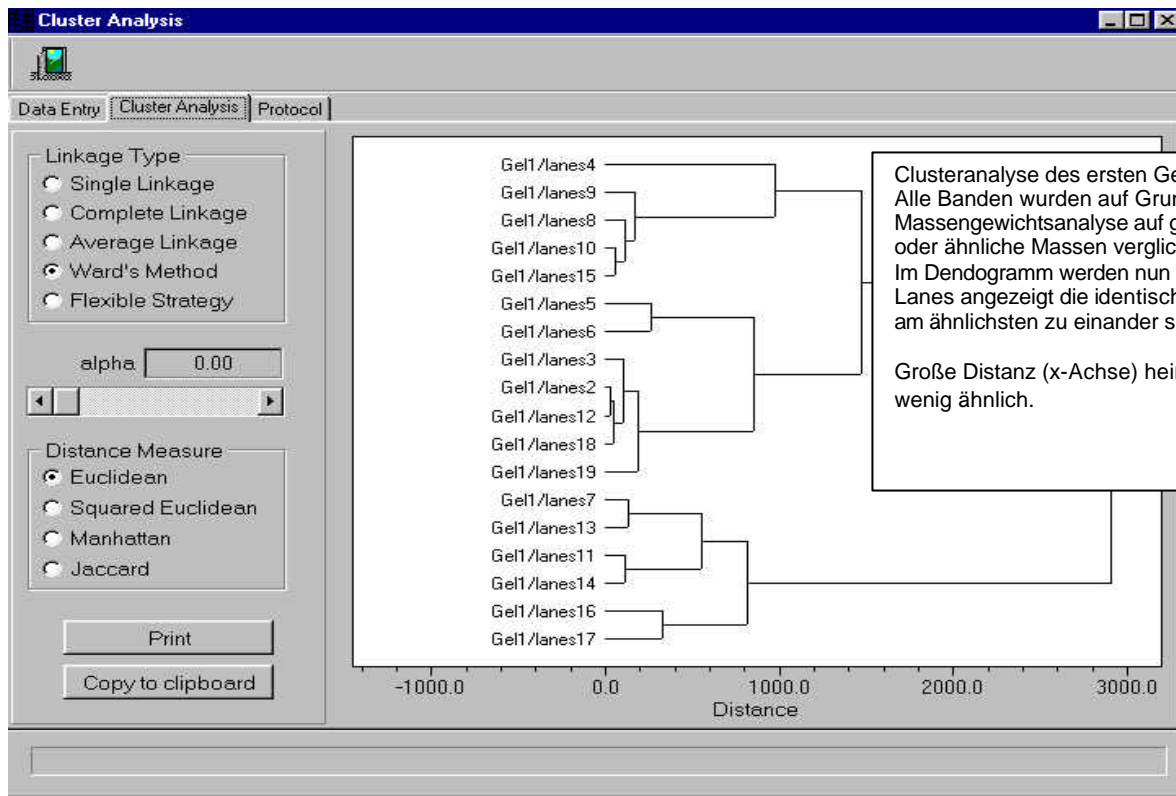 Cluster Analysis
Data Entry Cluster Analysis Protocol
Linkage Type
Single Linkage
Complete Linkage
Average Linkage
Ward's Method
Flexible Strategy
alpha 0.00
Distance Measure
Euclidean
Squared Euclidean
Manhattan
Jaccard
Print
Copy to clipboard
Gel1/lanes4
Gel1/lanes9
Gel1/lanes8
Gel1/lanes10
Gel1/lanes15
Gel1/lanes5
Gel1/lanes6
Gel1/lanes3
Gel1/lanes2
Gel1/lanes12
Gel1/lanes18
Gel1/lanes19
Gel1/lanes7
Gel1/lanes13
Gel1/lanes11
Gel1/lanes14
Gel1/lanes16
Gel1/lanes17
Clusteranalyse des ersten Ge
Alle Banden wurden auf Grun
Massengewichtsanalyse auf g
oder ähnliche Massen verglic
Im Dendogramm werden nun
Lanes angezeigt die identisch
am ähnlichsten zu einander s
Große Distanz (x-Achse) hei
wenig ähnlich.
-1000.0 0.0 1000.0 2000.0 3000.0
Distance